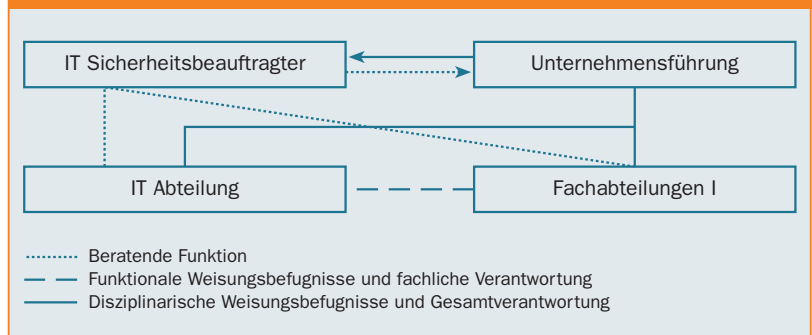 IT Sicherheitsbeauftragter
Unternehmensführung
IT Abteilung
Fachabteilungen I
Beratende Funktion
Funktionale Weisungsbefugnisse und fachliche Verantwortung
Disziplinarische Weisungsbefugnisse und Gesamtverantwortung